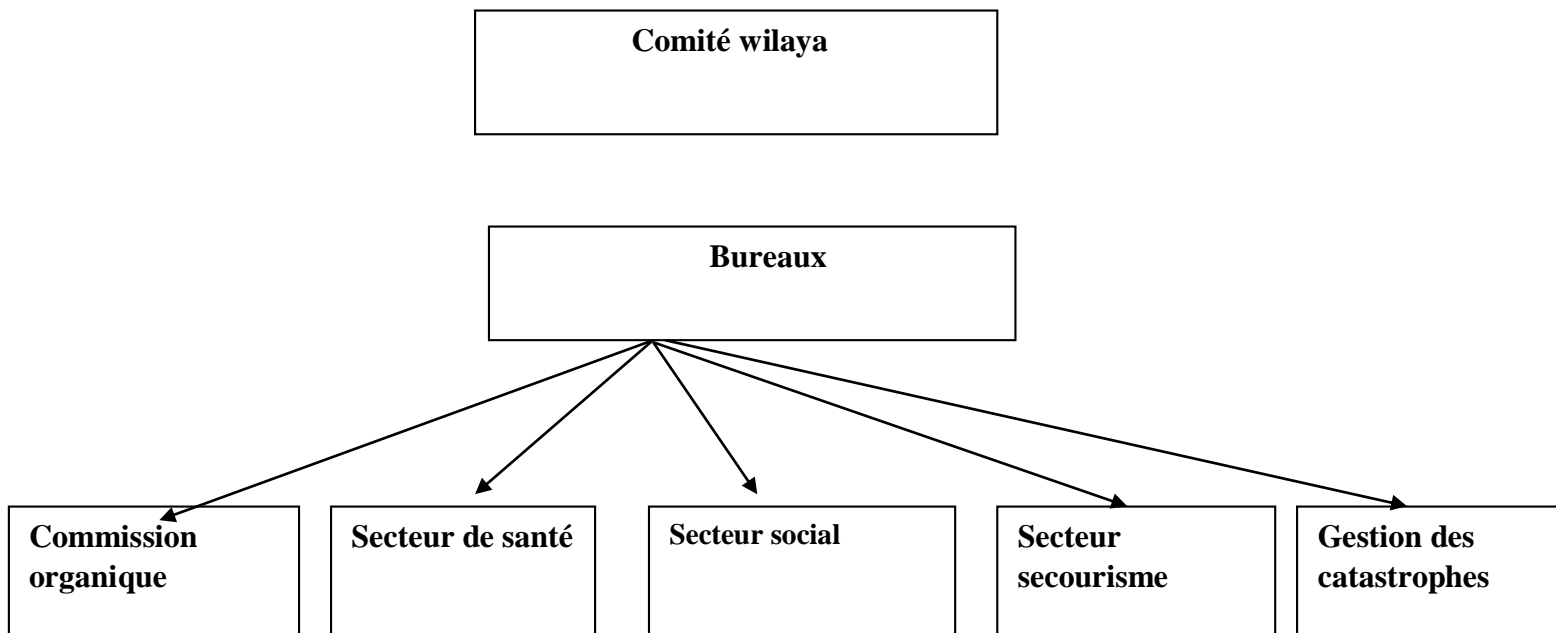 Comité wilaya
Bureaux
Commission
organique
Secteur de santé
Secteur social
Secteur
secourisme
Gestion des
catastrophes